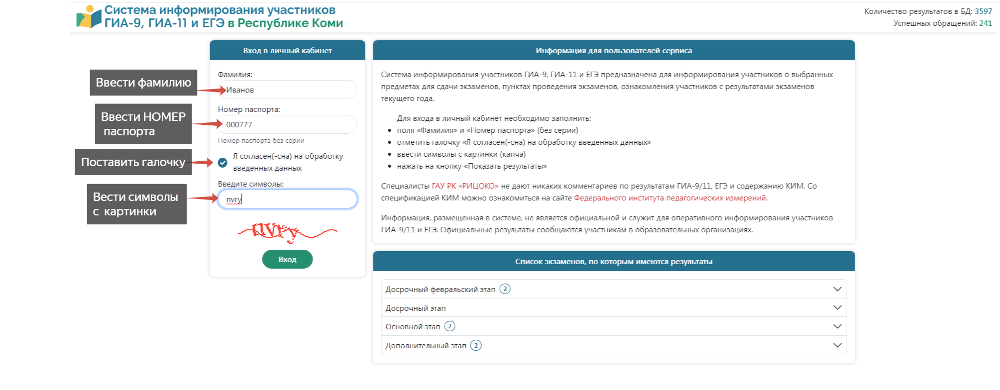 Система информирования участников
ГИА-9, ГИА-11 и ЕГЭ в Республике Коми
Количество результатов в БД: 3597
Успешных обращений: 241
Ввести фамилию
Ввести НОМЕР
паспорта
Поставить галочку
Вести символы
с картинки
Вход в личный кабинет
Фамилия:
Иванов
Номер паспорта:
000777
Номер паспорта без серии
Я согласен(-сна) на обработку
введенных данных
Введите символы:
nvry
nvry
Вход
Информация для пользователей сервиса
Система информирования участников ГИА-9, ГИА-11 и ЕГЭ предназначена для информирования участников о выбранных
предметах для сдачи экзаменов, пунктах проведения экзаменов, ознакомления участников с результатами экзаменов
текущего года.
Для входа в личный кабинет необходимо заполнить:
• поля «Фамилия» и «Номер паспорта» (без серии)
• отметить галочку «Я согласен(-сна) на обработку введенных данных»
• ввести символы с картинки (капча)
• нажать на кнопку «Показать результаты»
Специалисты ГАУ РК «РИЦОКО» не дают никаких комментариев по результатам ГИА-9/11, ЕГЭ и содержанию КИМ. Со
спецификацией КИМ можно ознакомиться на сайте Федерального института педагогических измерений.
Информация, размещенная в системе, не является официальной и служит для оперативного информирования участников
ГИА-9/11 и ЕГЭ. Официальные результаты сообщаются участникам в образовательных организациях.
Список экзаменов, по которым имеются результаты
Досрочный февральский этап 2
Досрочный этап
Основной этап 2
Дополнительный этап 2